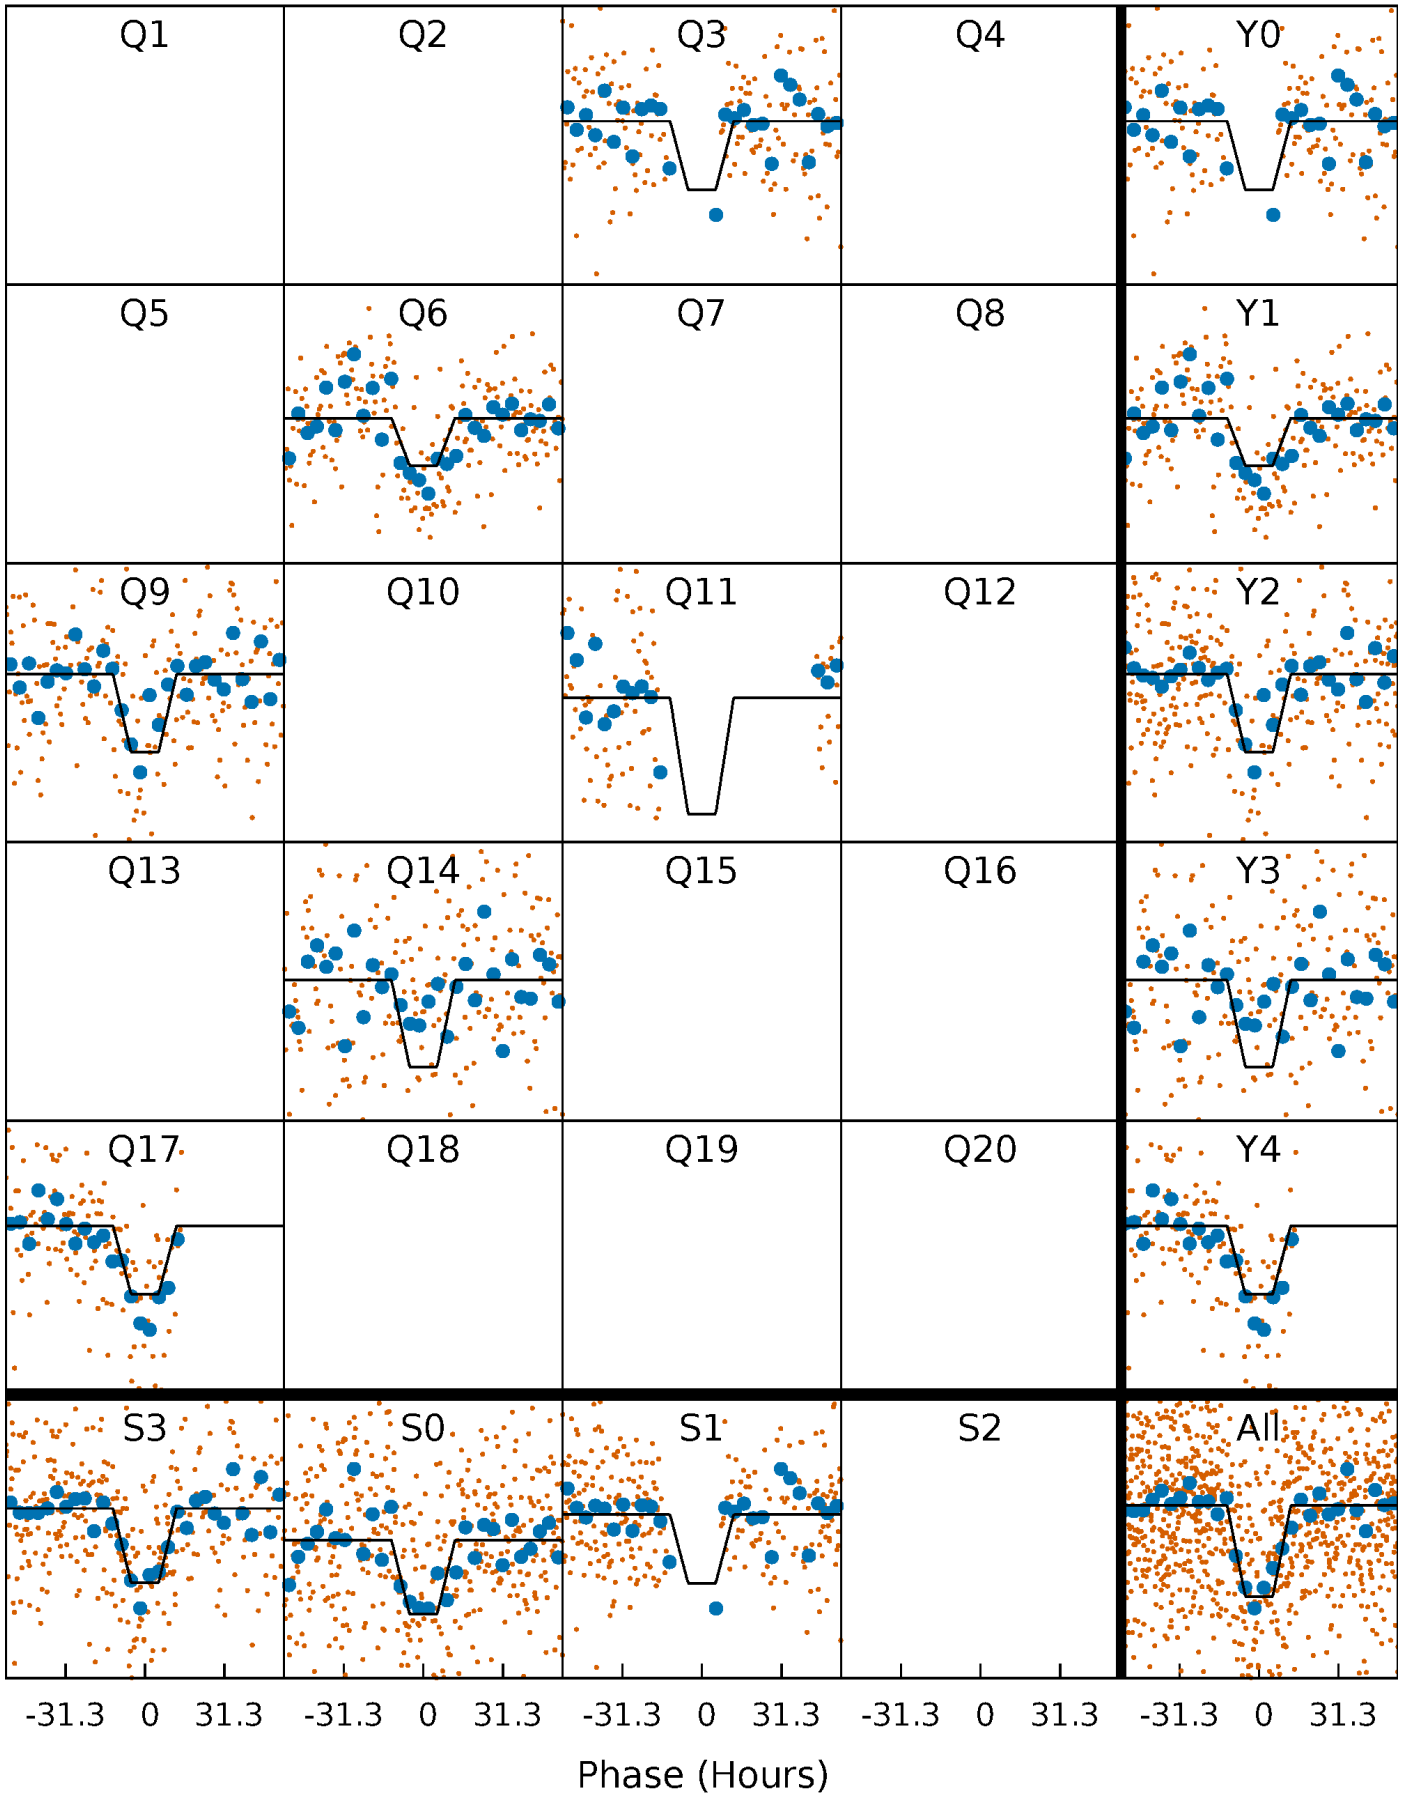 Q1 Q2 Q3 Q4 Y0
Q5 Q6 Q7 Q8 Y1
Q9 Q10 Q11 Q12 Y2
Q13 Q14 Q15 Q16 Y3
Q17 Q18 Q19 Q20 Y4
S3 S0 S1 S2 All
-31.3 0 31.3 -31.3 0 31.3 -31.3 0 31.3 -31.3 0 31.3 -31.3 0 31.3
Phase (Hours)